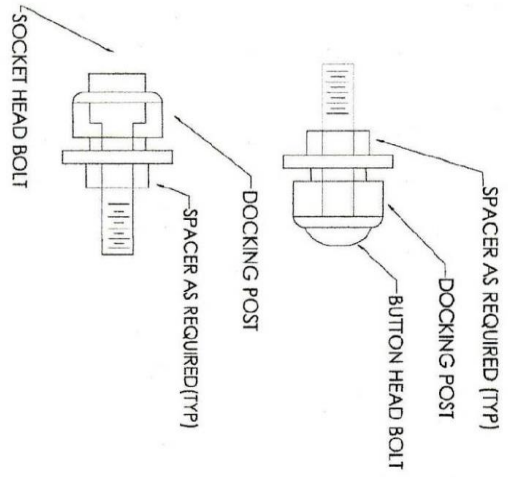 SPACER AS REQUIRED (TYP)
DOCKING POST
BUTTON HEAD BOLT
DOCKING POST
SPACER AS REQUIRED(TYP)
SOCKET HEAD BOLT